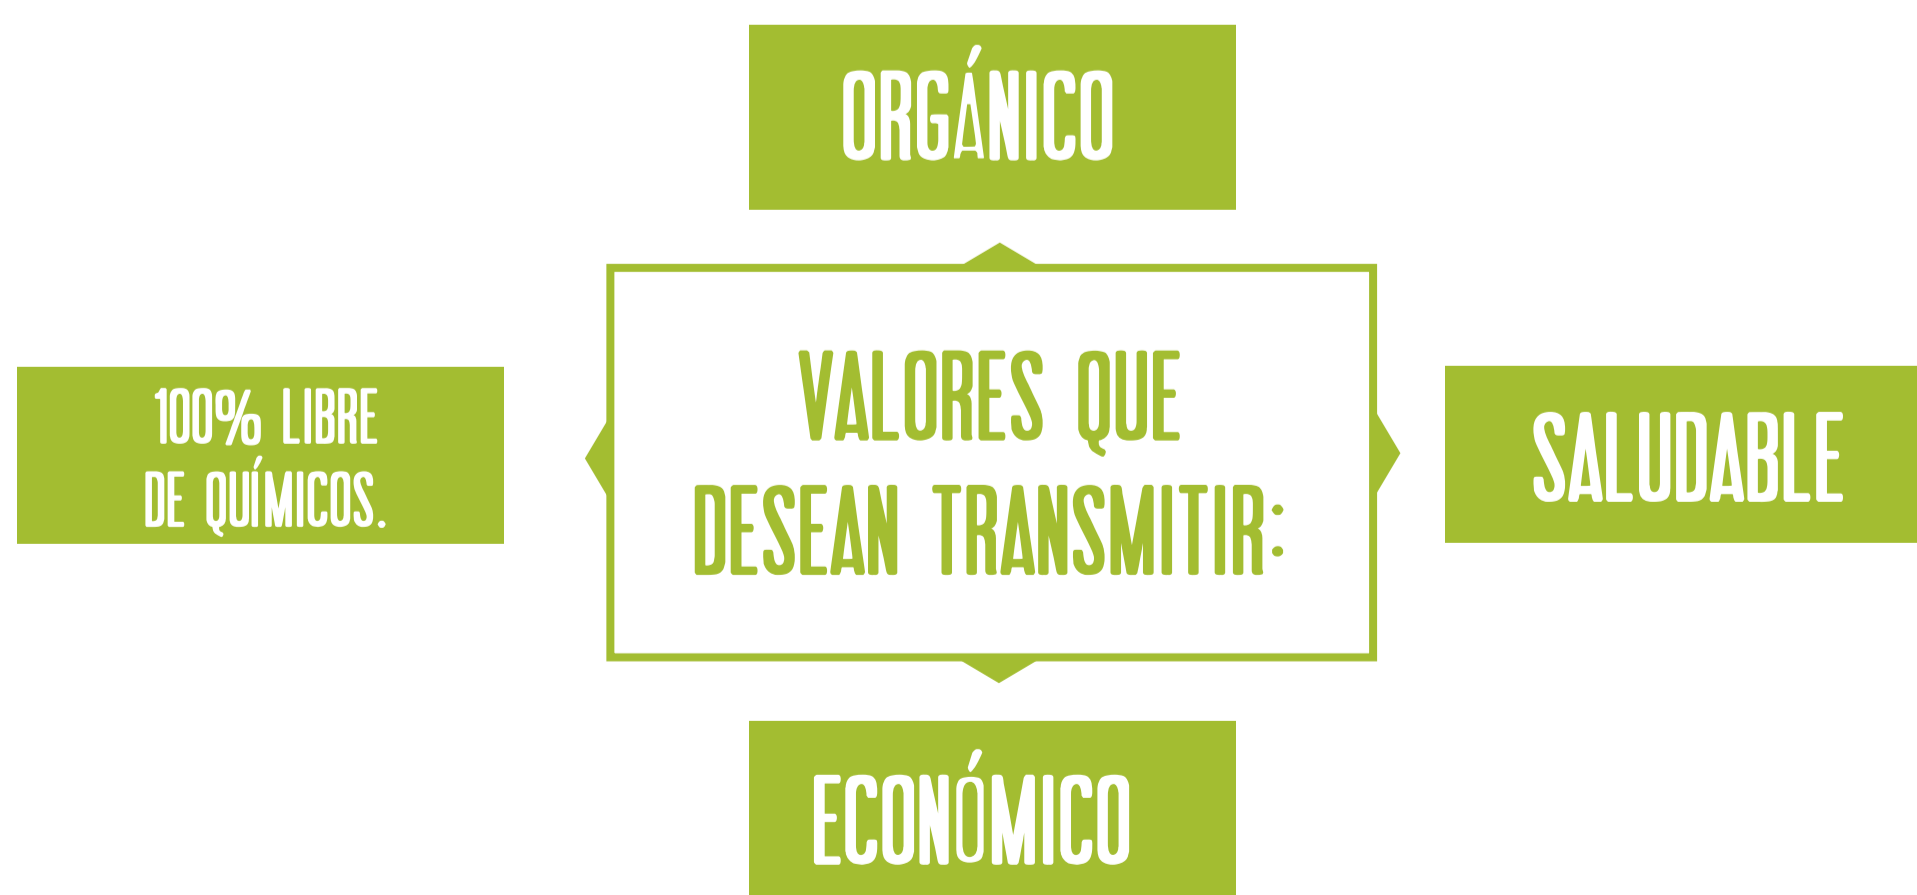 ORGÁNICO
VALORES QUE
DESEAN TRANSMITIR:
100% LIBRE
DE QUÍMICOS.
SALUDABLE
ECONÓMICO